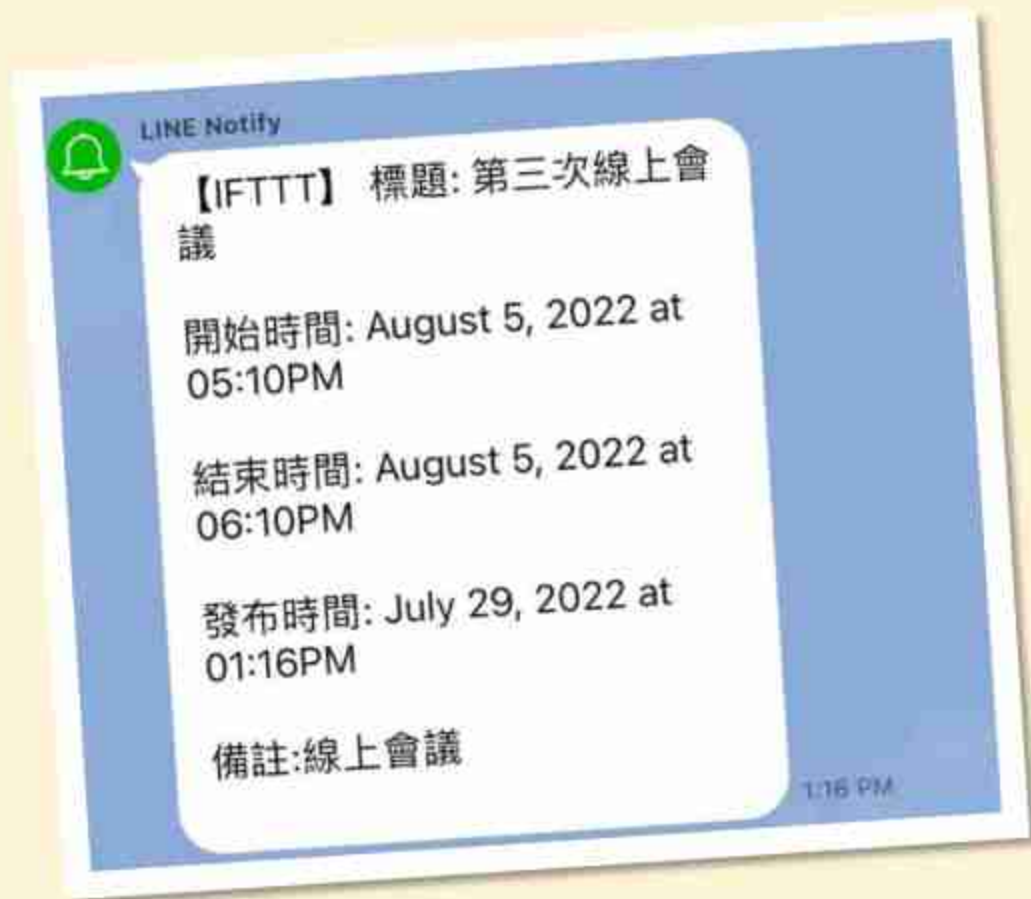 LINE Notify
【IFTTT】 標題: 第三次線上會
議
開始時間: August 5, 2022 at
05:10PM
結束時間: August 5, 2022 at
06:10PM
發布時間: July 29, 2022 at
01:16PM
備註:線上會議
1:16 PM